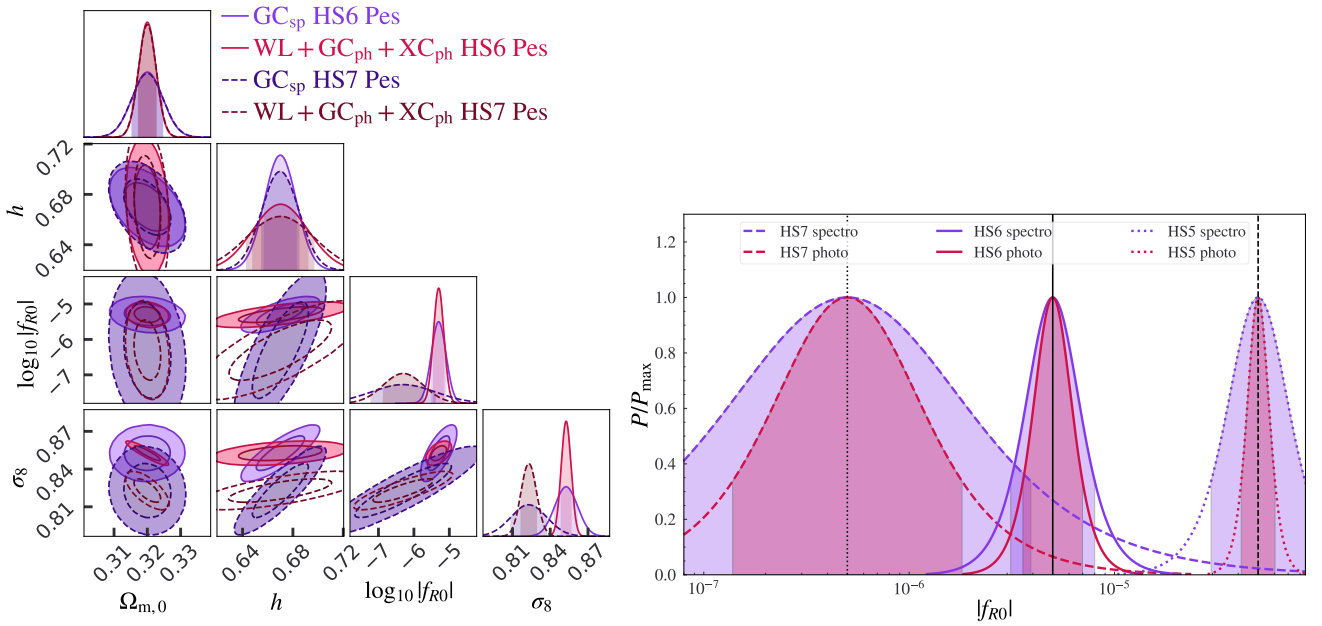 GC_sp HS6 Pes
WL + GC_ph + XC_ph HS6 Pes
GC_sp HS7 Pes
WL + GC_ph + XC_ph HS7 Pes
h
0.72
0.68
0.64
log₁₀|f_R0|
−5
−6
−7
σ₈
0.87
0.84
0.81
0.31 0.32 0.33
Ω_m,0
0.64 0.68 0.72
h
−7 −6 −5
log₁₀|f_R0|
0.81 0.84 0.87
σ₈
HS7 spectro HS6 spectro HS5 spectro
HS7 photo HS6 photo HS5 photo
P/P_max
1.2
1.0
0.8
0.6
0.4
0.2
0.0
10⁻⁷ 10⁻⁶ 10⁻⁵
|f_R0|